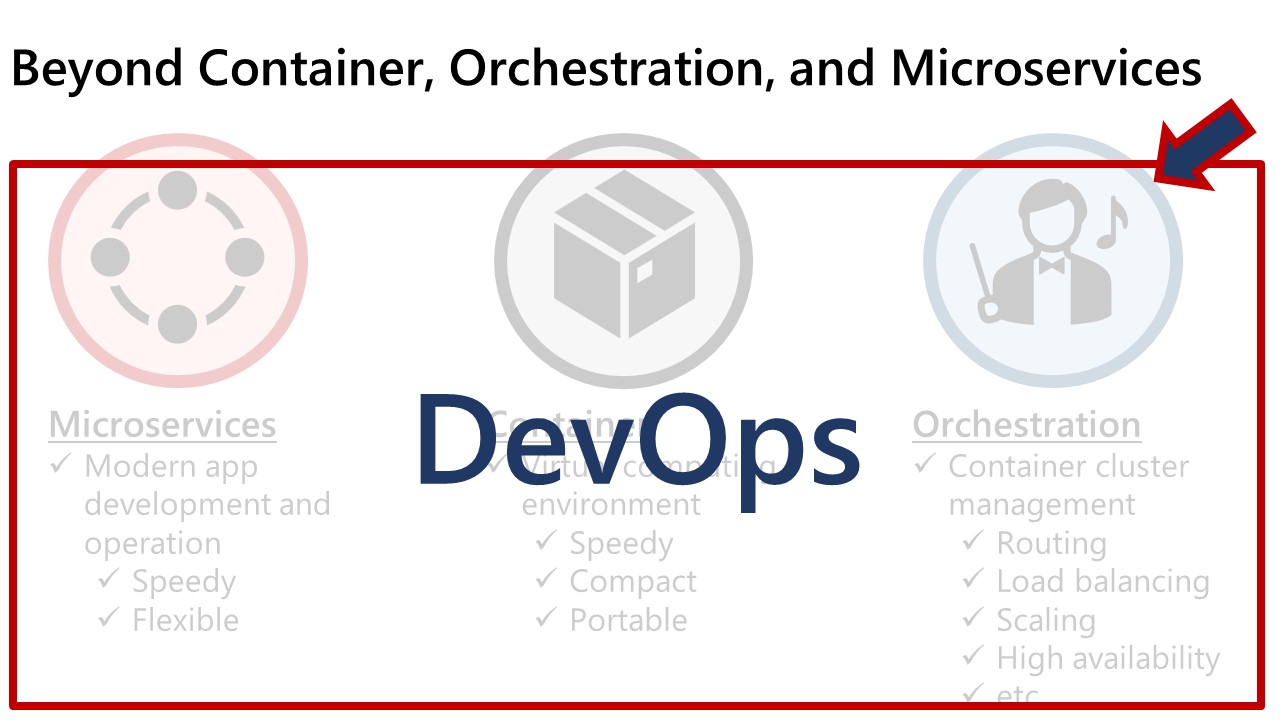 Beyond Container, Orchestration, and Microservices
DevOps
Microservices
✓ Modern app
development and
operation
✓ Speedy
✓ Flexible
Container
✓ Virtual computing
environment
✓ Speedy
✓ Compact
✓ Portable
Orchestration
✓ Container cluster
management
✓ Routing
✓ Load balancing
✓ Scaling
✓ High availability
✓ etc